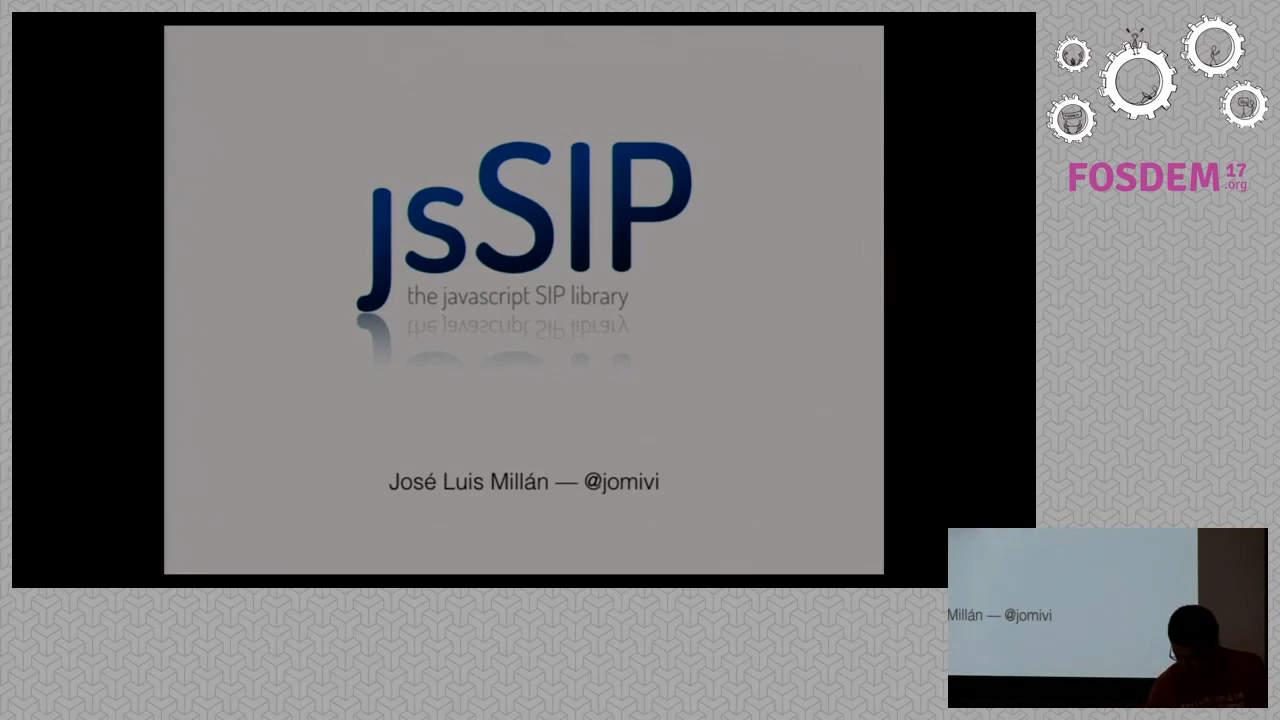 jsSIP
the javascript SIP library
José Luis Millán — @jomivi
FOSDEM 17
.org
Millán — @jomivi